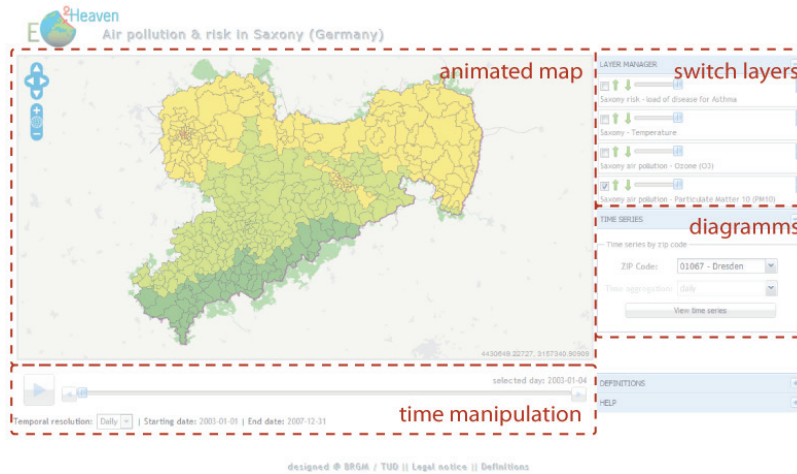 E Heaven
Air pollution & risk in Saxony (Germany)
animated map
4430649.22727, 3157340.90909
LAYER MANAGER
switch layers
Saxony risk - load of disease for Asthma
Saxony - Temperature
Saxony air pollution - Ozone (O3)
Saxony air pollution - Particulate Matter 10 (PM10)
TIME SERIES
diagramms
Time series by zip code
ZIP Code: 01067 - Dresden
Time aggregation: daily
View time series
DEFINITIONS
HELP
selected day: 2003-01-04
Temporal resolution: Daily | Starting date: 2003-01-01 | End date: 2007-12-31
time manipulation
designed @ BRGM / TUD || Legal notice || Definitions